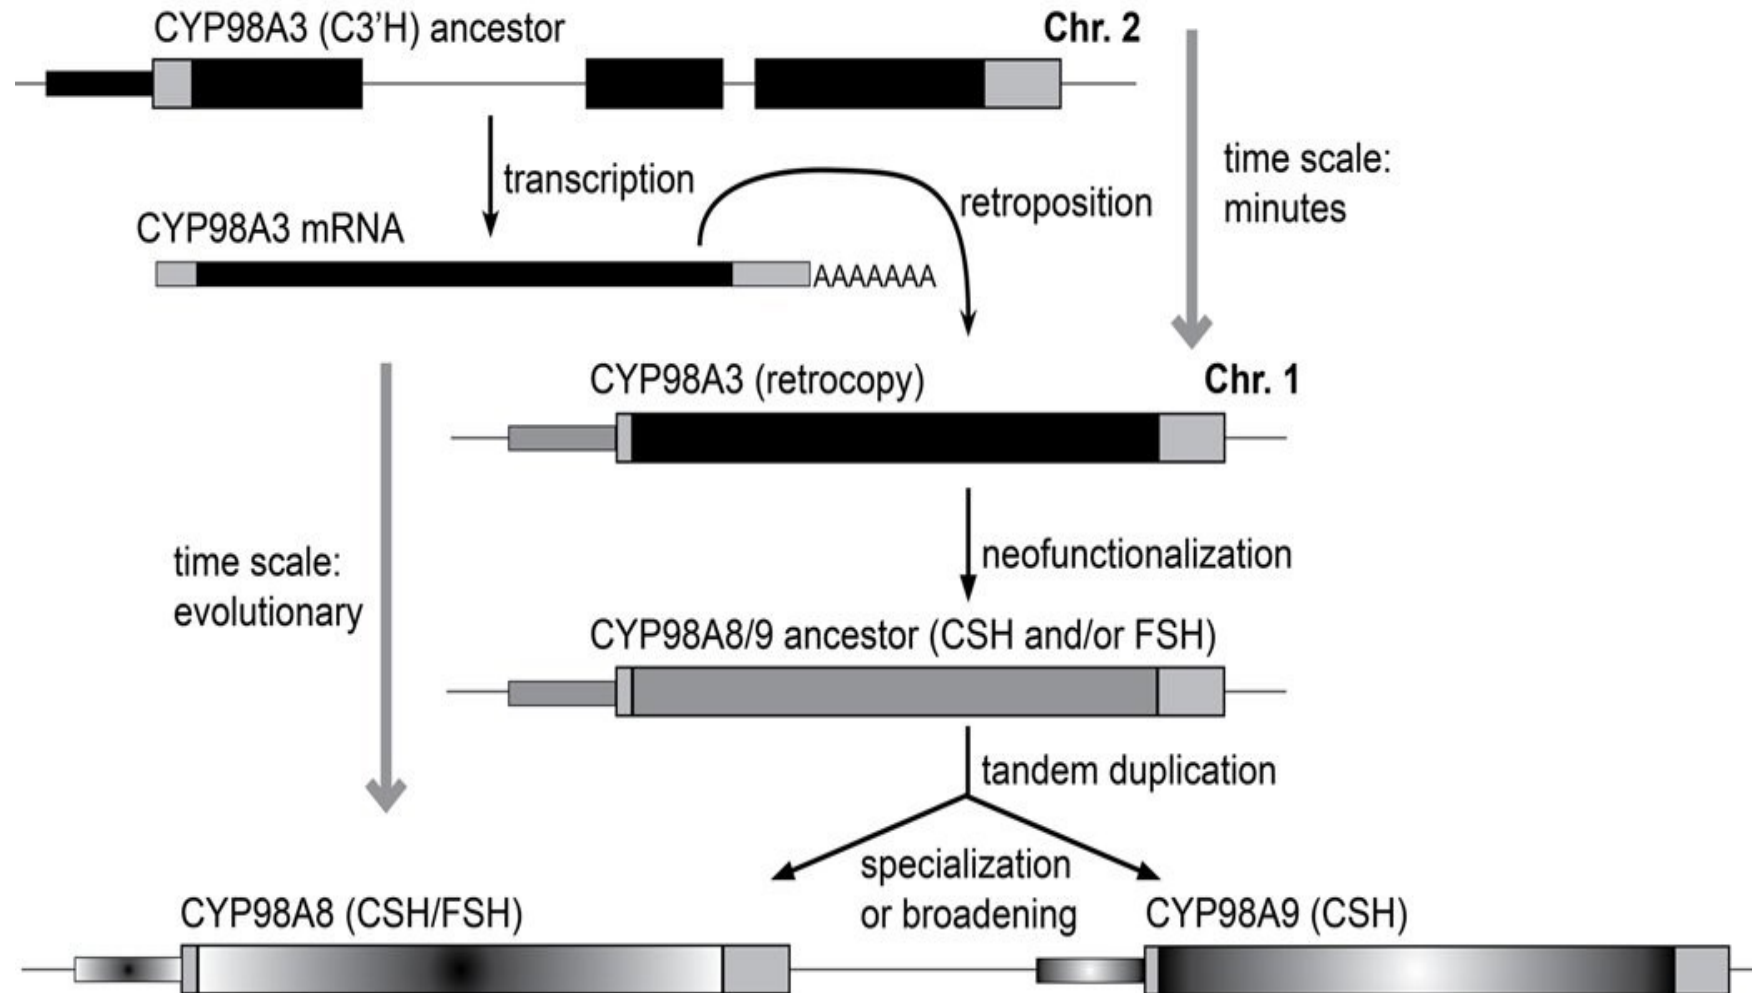 CYP98A3 (C3'H) ancestor
Chr. 2
transcription
retroposition
time scale:
minutes
CYP98A3 mRNA
AAAAAAA
CYP98A3 (retrocopy)
Chr. 1
time scale:
evolutionary
neofunctionalization
CYP98A8/9 ancestor (CSH and/or FSH)
tandem duplication
specialization
or broadening
CYP98A8 (CSH/FSH)
CYP98A9 (CSH)